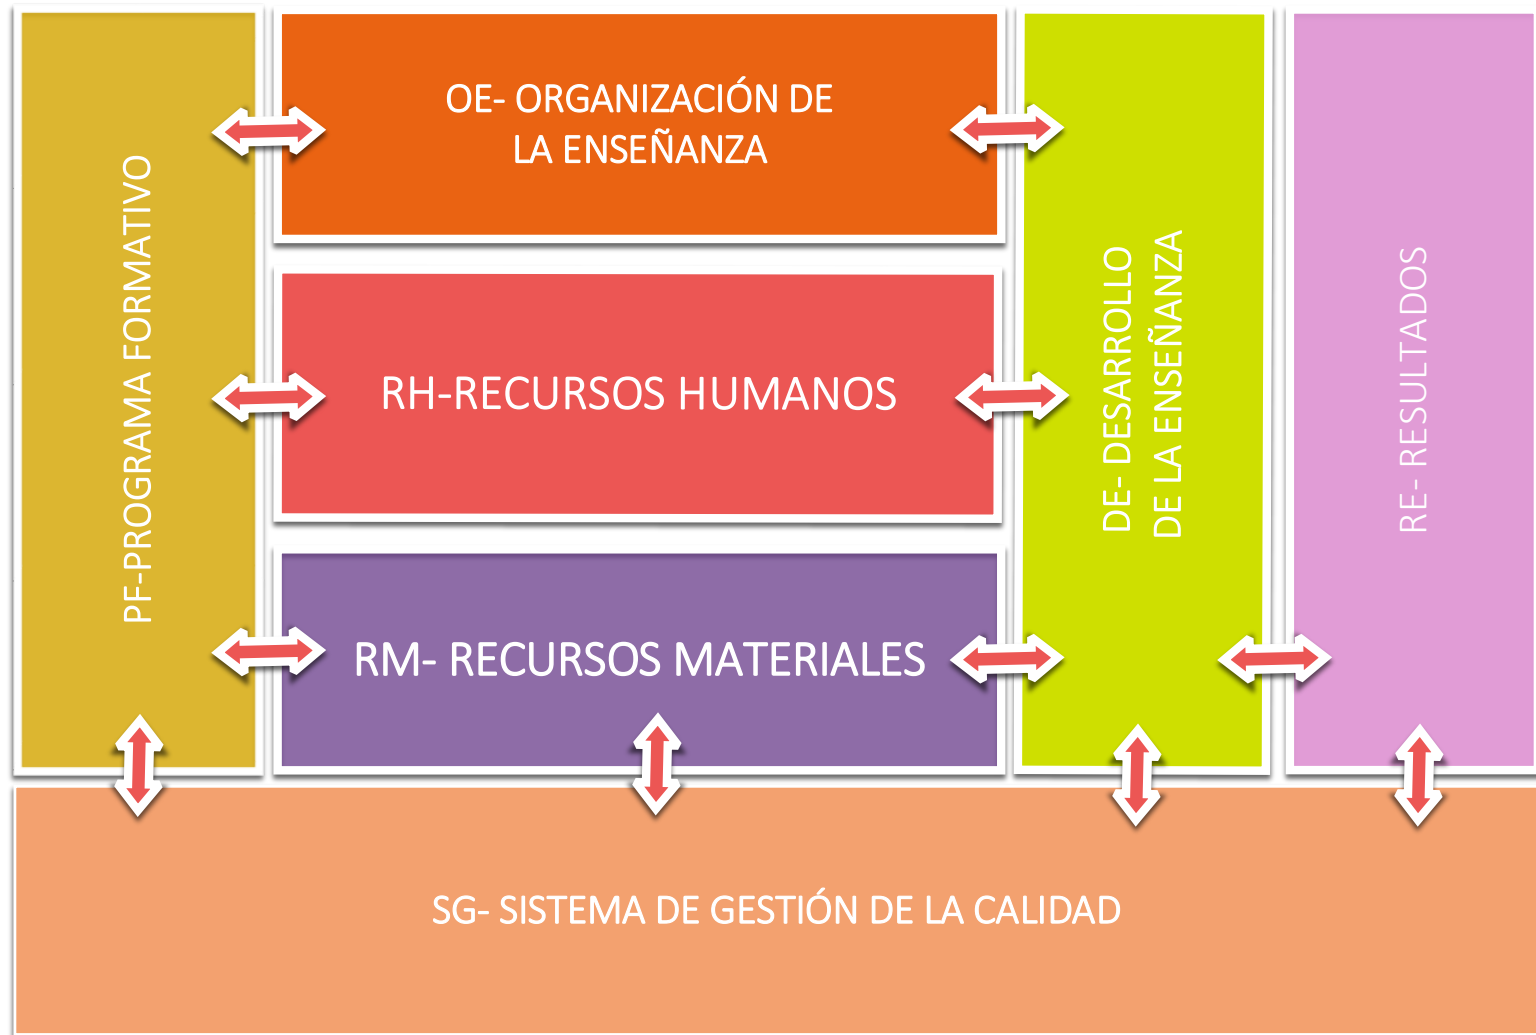 PF-PROGRAMA FORMATIVO
OE- ORGANIZACIÓN DE
LA ENSEÑANZA
RH-RECURSOS HUMANOS
RM- RECURSOS MATERIALES
DE- DESARROLLO
DE LA ENSEÑANZA
RE- RESULTADOS
SG- SISTEMA DE GESTIÓN DE LA CALIDAD